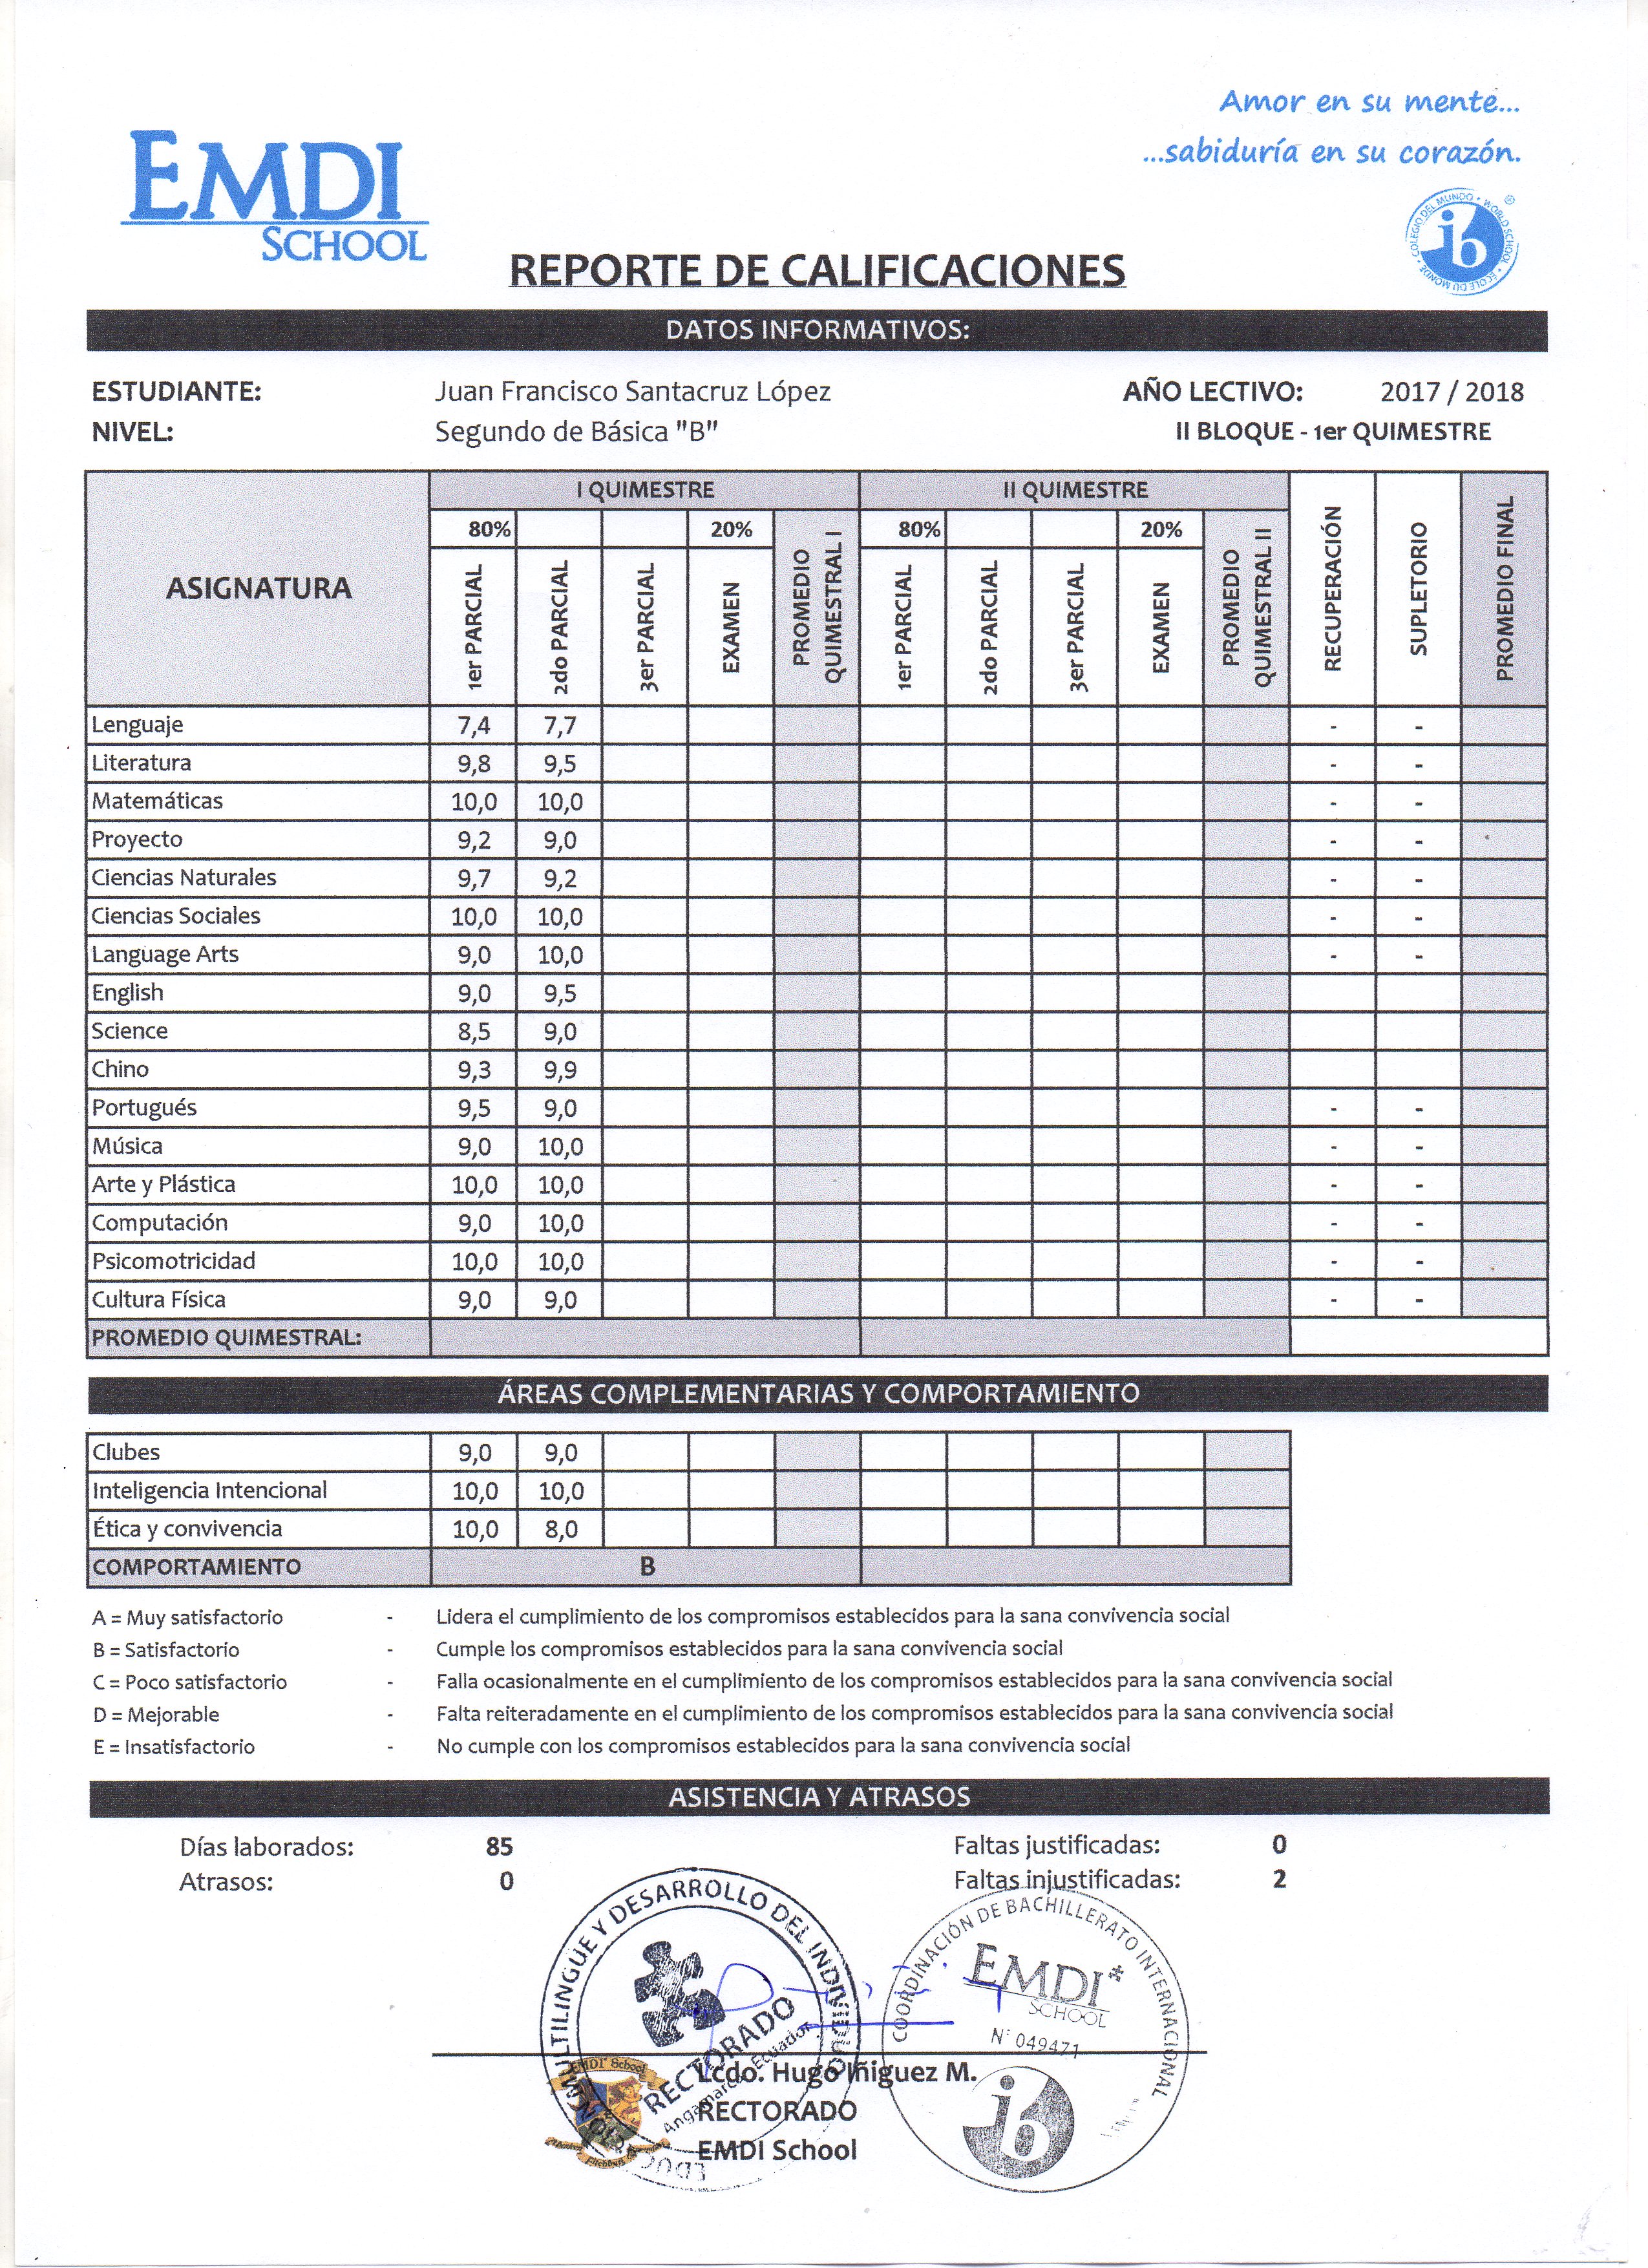 Amor en su mente...
...sabiduría en su corazón.
EMDI
SCHOOL
COLEGIO DEL MUNDO • WORLD SCHOOL • ÉCOLE DU MONDE •
ib
®
REPORTE DE CALIFICACIONES
DATOS INFORMATIVOS:
ESTUDIANTE: Juan Francisco Santacruz López AÑO LECTIVO: 2017 / 2018
NIVEL: Segundo de Básica "B" II BLOQUE - 1er QUIMESTRE
ASIGNATURA I QUIMESTRE II QUIMESTRE RECUPERACIÓN SUPLETORIO PROMEDIO FINAL
80% 20% PROMEDIO QUIMESTRAL I 80% 20% PROMEDIO QUIMESTRAL II
1er PARCIAL 2do PARCIAL 3er PARCIAL EXAMEN 1er PARCIAL 2do PARCIAL 3er PARCIAL EXAMEN
Lenguaje 7,4 7,7 - -
Literatura 9,8 9,5 - -
Matemáticas 10,0 10,0 - -
Proyecto 9,2 9,0 - -
Ciencias Naturales 9,7 9,2 - -
Ciencias Sociales 10,0 10,0 - -
Language Arts 9,0 10,0 - -
English 9,0 9,5
Science 8,5 9,0
Chino 9,3 9,9
Portugués 9,5 9,0 - -
Música 9,0 10,0 - -
Arte y Plástica 10,0 10,0 - -
Computación 9,0 10,0 - -
Psicomotricidad 10,0 10,0 - -
Cultura Física 9,0 9,0 - -
PROMEDIO QUIMESTRAL:
ÁREAS COMPLEMENTARIAS Y COMPORTAMIENTO
Clubes 9,0 9,0
Inteligencia Intencional 10,0 10,0
Ética y convivencia 10,0 8,0
COMPORTAMIENTO B
A = Muy satisfactorio - Lidera el cumplimiento de los compromisos establecidos para la sana convivencia social
B = Satisfactorio - Cumple los compromisos establecidos para la sana convivencia social
C = Poco satisfactorio - Falla ocasionalmente en el cumplimiento de los compromisos establecidos para la sana convivencia social
D = Mejorable - Falta reiteradamente en el cumplimiento de los compromisos establecidos para la sana convivencia social
E = Insatisfactorio - No cumple con los compromisos establecidos para la sana convivencia social
ASISTENCIA Y ATRASOS
Días laborados: 85 Faltas justificadas: 0
Atrasos: 0 Faltas injustificadas: 2
MULTILINGÜE Y DESARROLLO DEL INDIVIDUO
RECTORADO
Angamarca - Ecuador
EMDI School
COORDINACIÓN DE BACHILLERATO INTERNACIONAL
EMDI
SCHOOL
N° 049471
ib
Lcdo. Hugo Iñiguez M.
RECTORADO
EMDI School